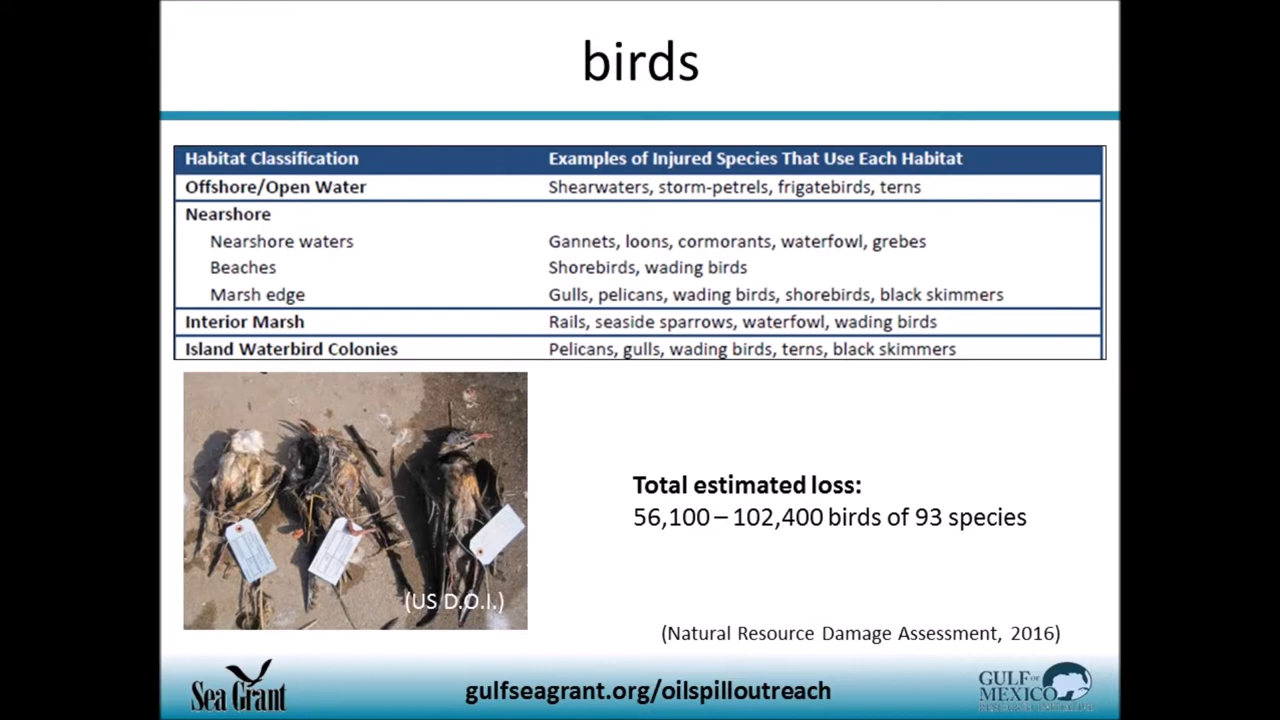 birds
Habitat Classification Examples of Injured Species That Use Each Habitat
Offshore/Open Water Shearwaters, storm-petrels, frigatebirds, terns
Nearshore
Nearshore waters Gannets, loons, cormorants, waterfowl, grebes
Beaches Shorebirds, wading birds
Marsh edge Gulls, pelicans, wading birds, shorebirds, black skimmers
Interior Marsh Rails, seaside sparrows, waterfowl, wading birds
Island Waterbird Colonies Pelicans, gulls, wading birds, terns, black skimmers
(US D.O.I.)
Total estimated loss:
56,100 – 102,400 birds of 93 species
(Natural Resource Damage Assessment, 2016)
Sea Grant
gulfseagrant.org/oilspilloutreach
GULF OF
MEXICO